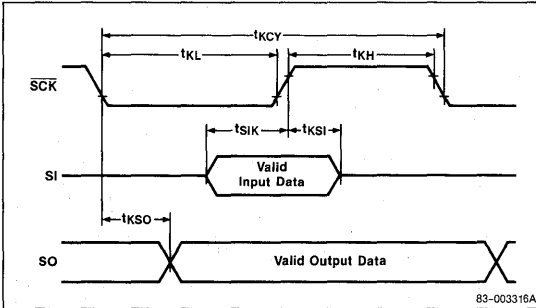 tKCY
tKL
tKH
SCK
tSIK
tKSI
SI
Valid
Input Data
tKSO
SO
Valid Output Data
83-003316A